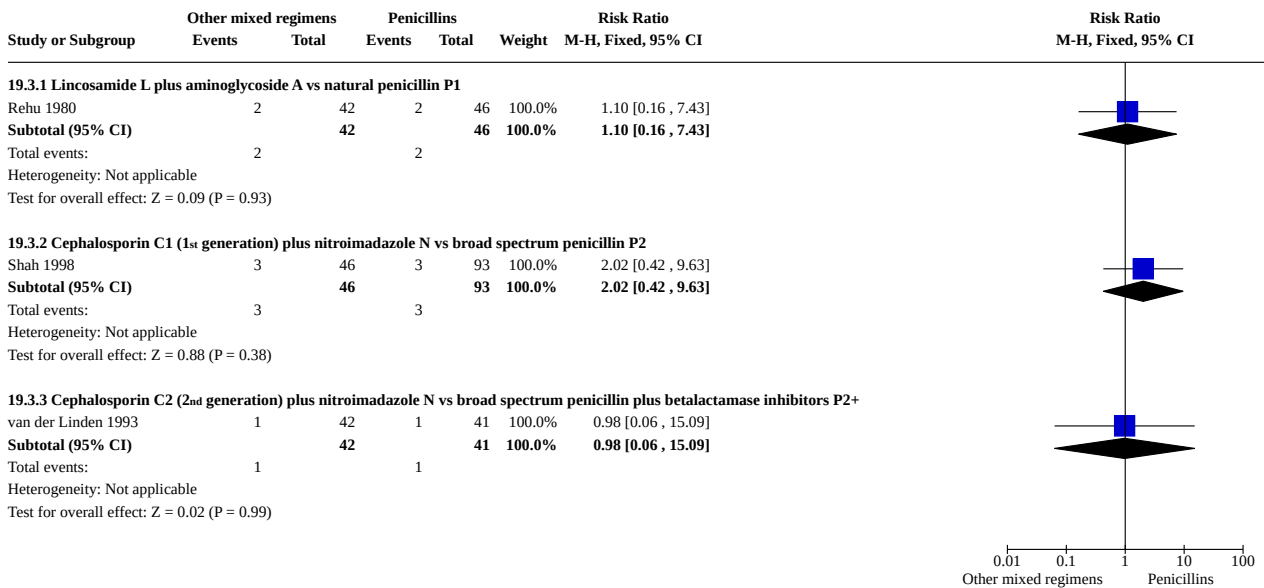 Other mixed regimens Penicillins Risk Ratio Risk Ratio
Study or Subgroup Events Total Events Total Weight M-H, Fixed, 95% CI M-H, Fixed, 95% CI
19.3.1 Lincosamide L plus aminoglycoside A vs natural penicillin P1
Rehu 1980 2 42 2 46 100.0% 1.10 [0.16 , 7.43]
Subtotal (95% CI) 42 46 100.0% 1.10 [0.16 , 7.43]
Total events: 2 2
Heterogeneity: Not applicable
Test for overall effect: Z = 0.09 (P = 0.93)
19.3.2 Cephalosporin C1 (1st generation) plus nitroimadazole N vs broad spectrum penicillin P2
Shah 1998 3 46 3 93 100.0% 2.02 [0.42 , 9.63]
Subtotal (95% CI) 46 93 100.0% 2.02 [0.42 , 9.63]
Total events: 3 3
Heterogeneity: Not applicable
Test for overall effect: Z = 0.88 (P = 0.38)
19.3.3 Cephalosporin C2 (2nd generation) plus nitroimadazole N vs broad spectrum penicillin plus betalactamase inhibitors P2+
van der Linden 1993 1 42 1 41 100.0% 0.98 [0.06 , 15.09]
Subtotal (95% CI) 42 41 100.0% 0.98 [0.06 , 15.09]
Total events: 1 1
Heterogeneity: Not applicable
Test for overall effect: Z = 0.02 (P = 0.99)
0.01 0.1 1 10 100
Other mixed regimens Penicillins